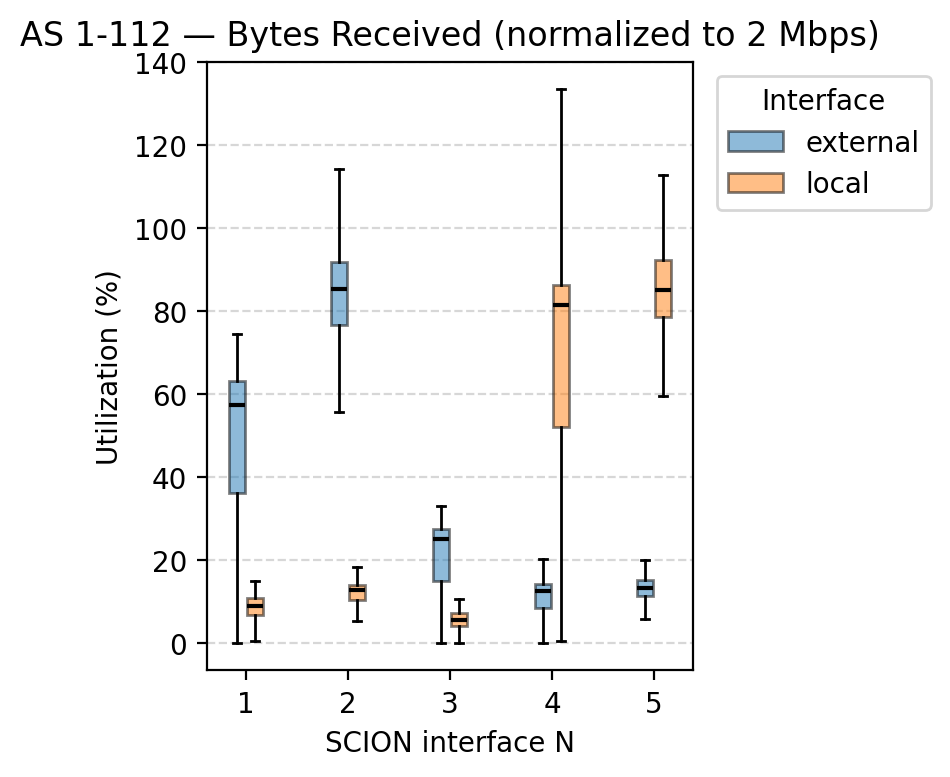 AS 1-112 — Bytes Received (normalized to 2 Mbps)
Interface
external
local
Utilization (%)
140
120
100
80
60
40
20
0
1 2 3 4 5
SCION interface N